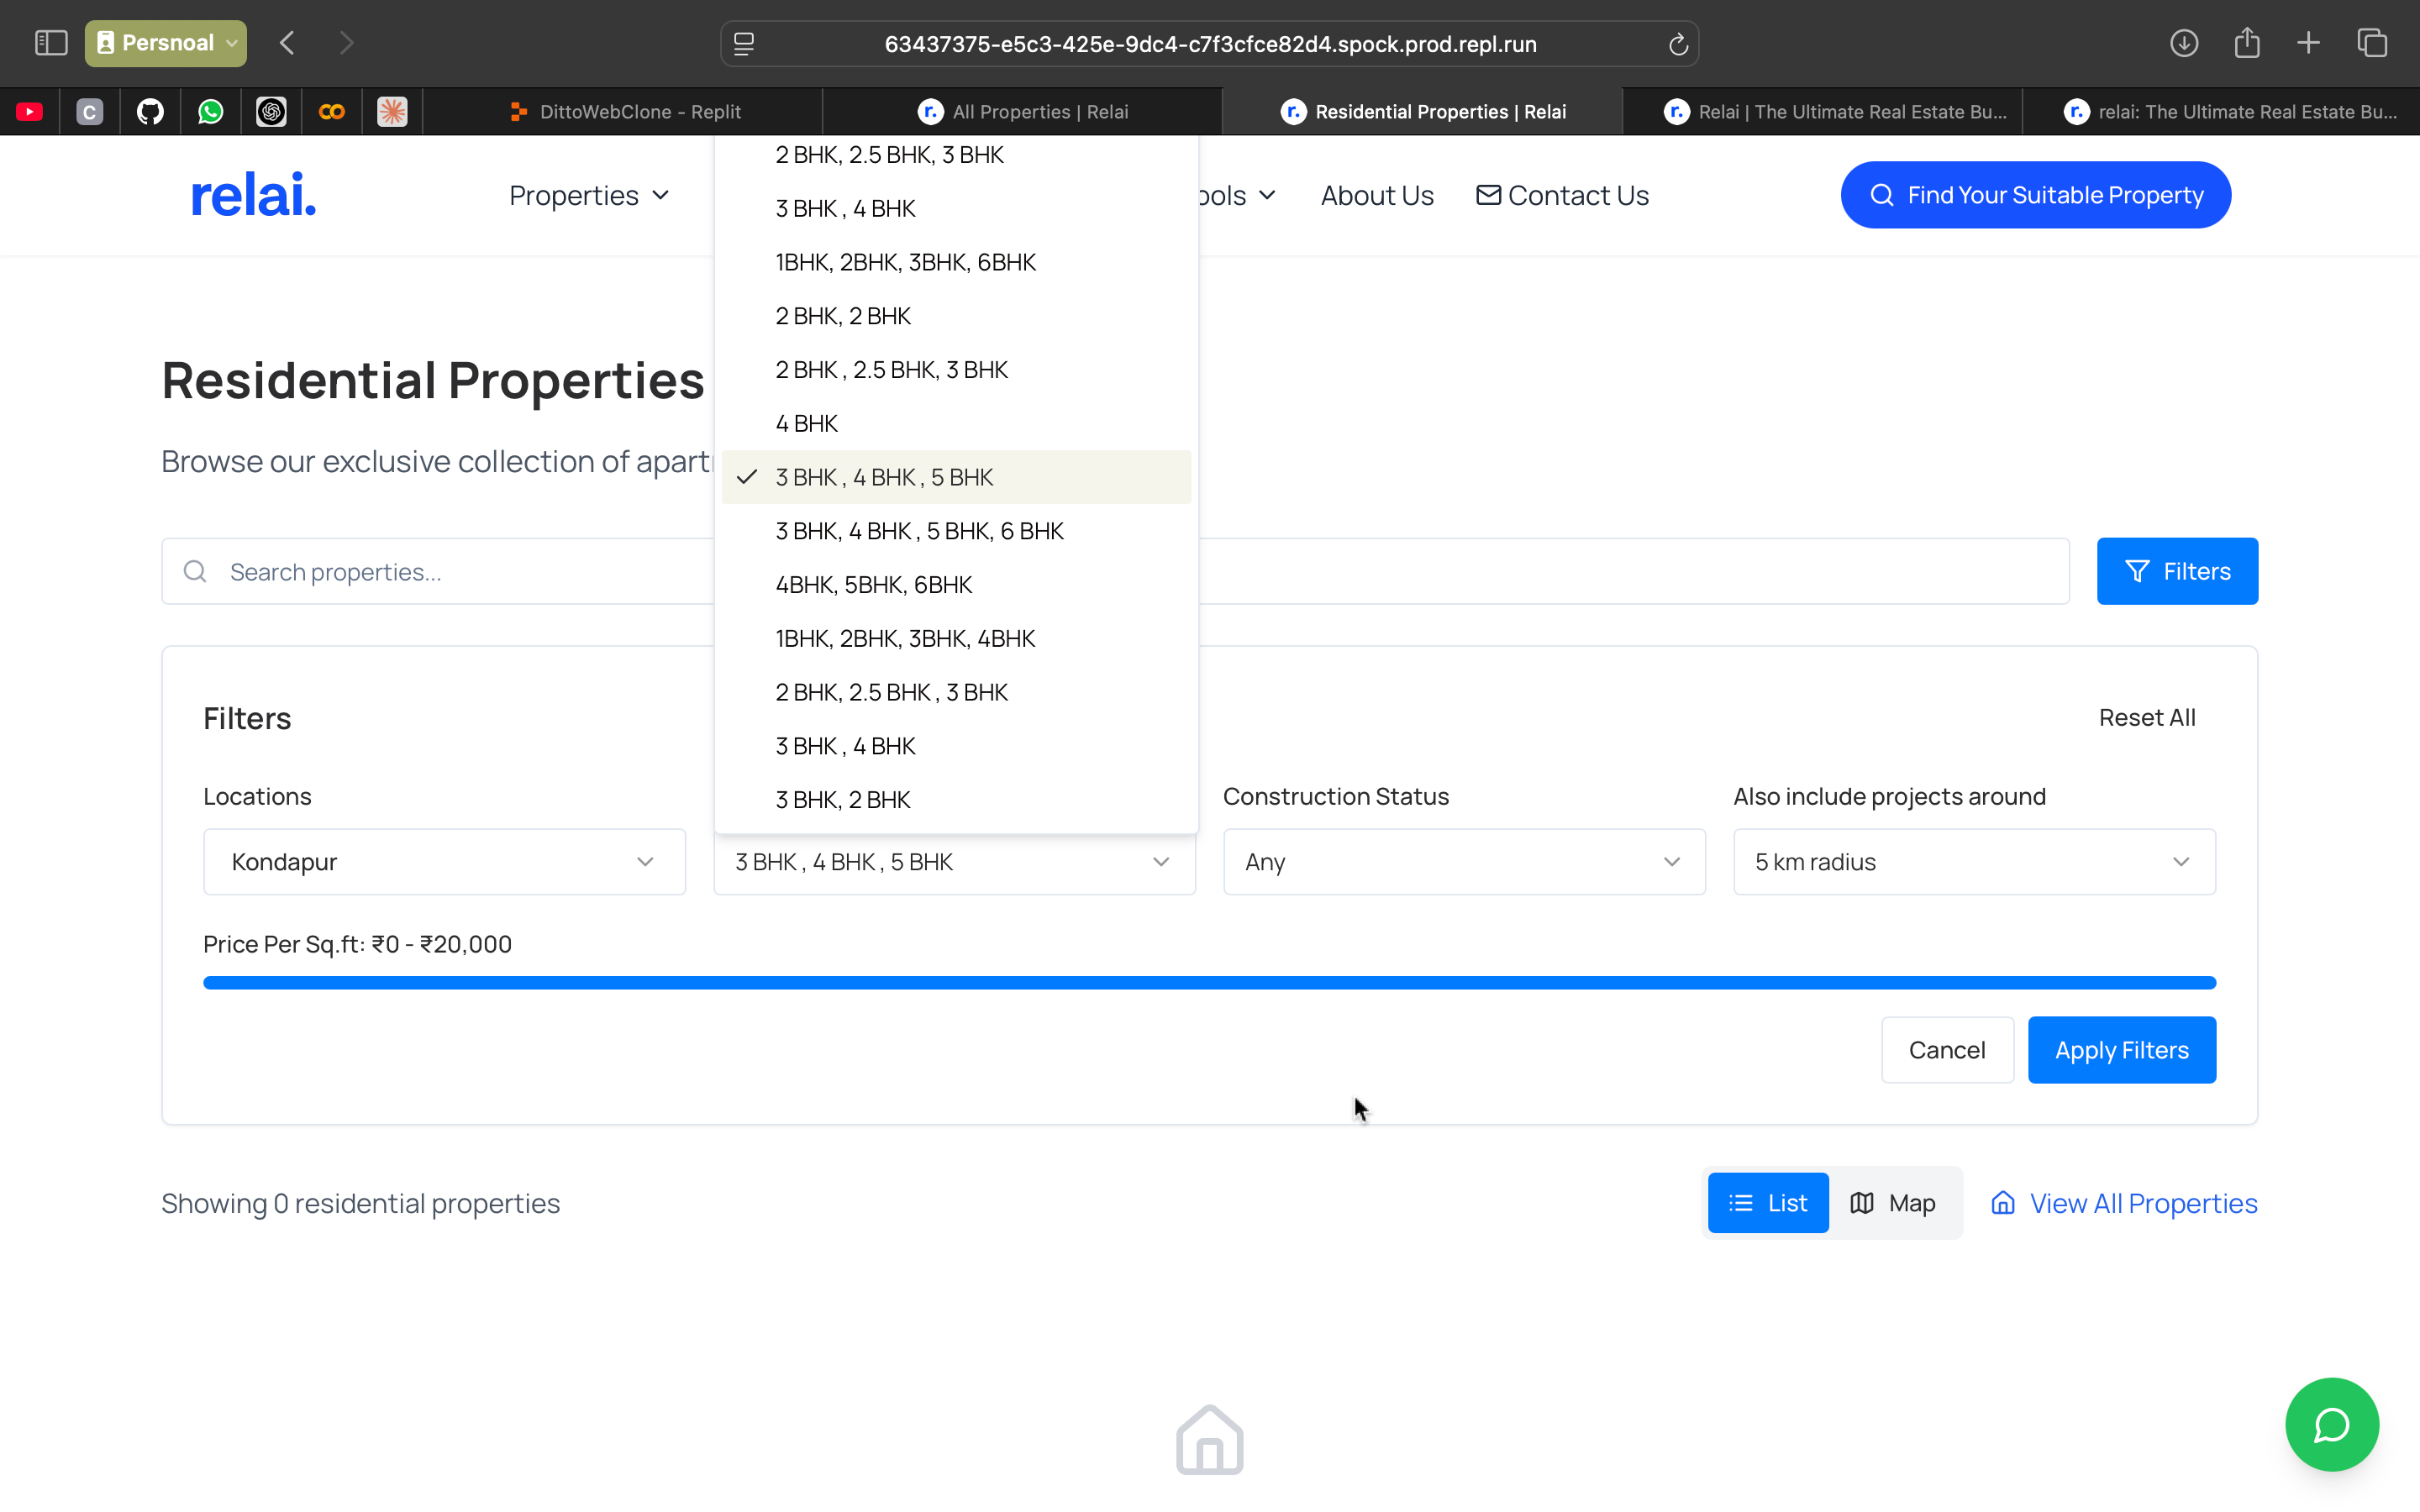 Persnoal
63437375-e5c3-425e-9dc4-c7f3cfce82d4.spock.prod.repl.run
C
DittoWebClone - Replit
r. All Properties | Relai
r. Residential Properties | Relai
r. Relai | The Ultimate Real Estate Bu...
r. relai: The Ultimate Real Estate Bu...
relai.
Properties
ools
About Us
Contact Us
Find Your Suitable Property
2 BHK, 2.5 BHK, 3 BHK
3 BHK , 4 BHK
1BHK, 2BHK, 3BHK, 6BHK
2 BHK, 2 BHK
2 BHK , 2.5 BHK, 3 BHK
4 BHK
3 BHK , 4 BHK , 5 BHK
3 BHK, 4 BHK , 5 BHK, 6 BHK
4BHK, 5BHK, 6BHK
1BHK, 2BHK, 3BHK, 4BHK
2 BHK, 2.5 BHK , 3 BHK
3 BHK , 4 BHK
3 BHK, 2 BHK
Residential Properties
Browse our exclusive collection of apart
Search properties...
Filters
Filters
Reset All
Locations
Construction Status
Also include projects around
Kondapur
3 BHK , 4 BHK , 5 BHK
Any
5 km radius
Price Per Sq.ft: ₹0 - ₹20,000
Cancel
Apply Filters
Showing 0 residential properties
List
Map
View All Properties